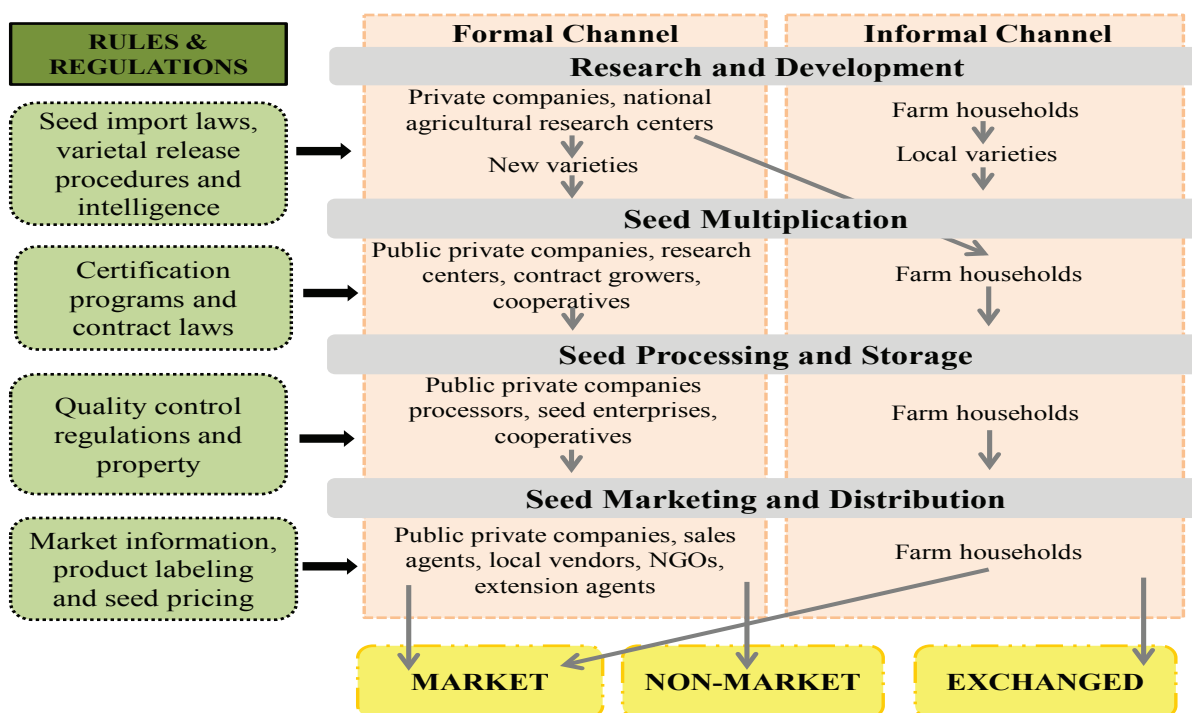 RULES &
REGULATIONS
Seed import laws,
varietal release
procedures and
intelligence
Certification
programs and
contract laws
Quality control
regulations and
property
Market information,
product labeling
and seed pricing
Formal Channel
Informal Channel
Research and Development
Private companies, national
agricultural research centers
New varieties
Farm households
Local varieties
Seed Multiplication
Public private companies, research
centers, contract growers,
cooperatives
Farm households
Seed Processing and Storage
Public private companies
processors, seed enterprises,
cooperatives
Farm households
Seed Marketing and Distribution
Public private companies, sales
agents, local vendors, NGOs,
extension agents
Farm households
MARKET
NON-MARKET
EXCHANGED